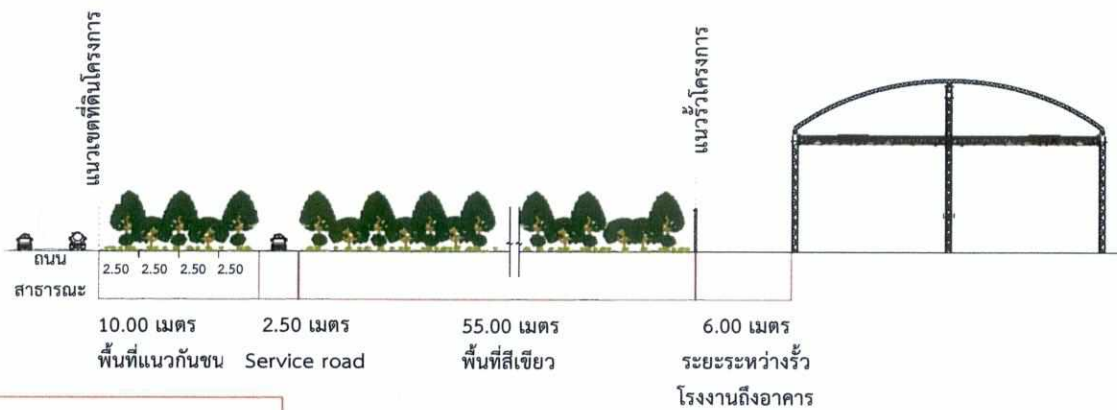 แนวเขตที่ดินโครงการ
แนวรั้วโครงการ
ถนน
สาธารณะ
2.50 2.50 2.50 2.50
10.00 เมตร
พื้นที่แนวกันชน
2.50 เมตร
Service road
55.00 เมตร
พื้นที่สีเขียว
6.00 เมตร
ระยะระหว่างรั้ว
โรงงานถึงอาคาร